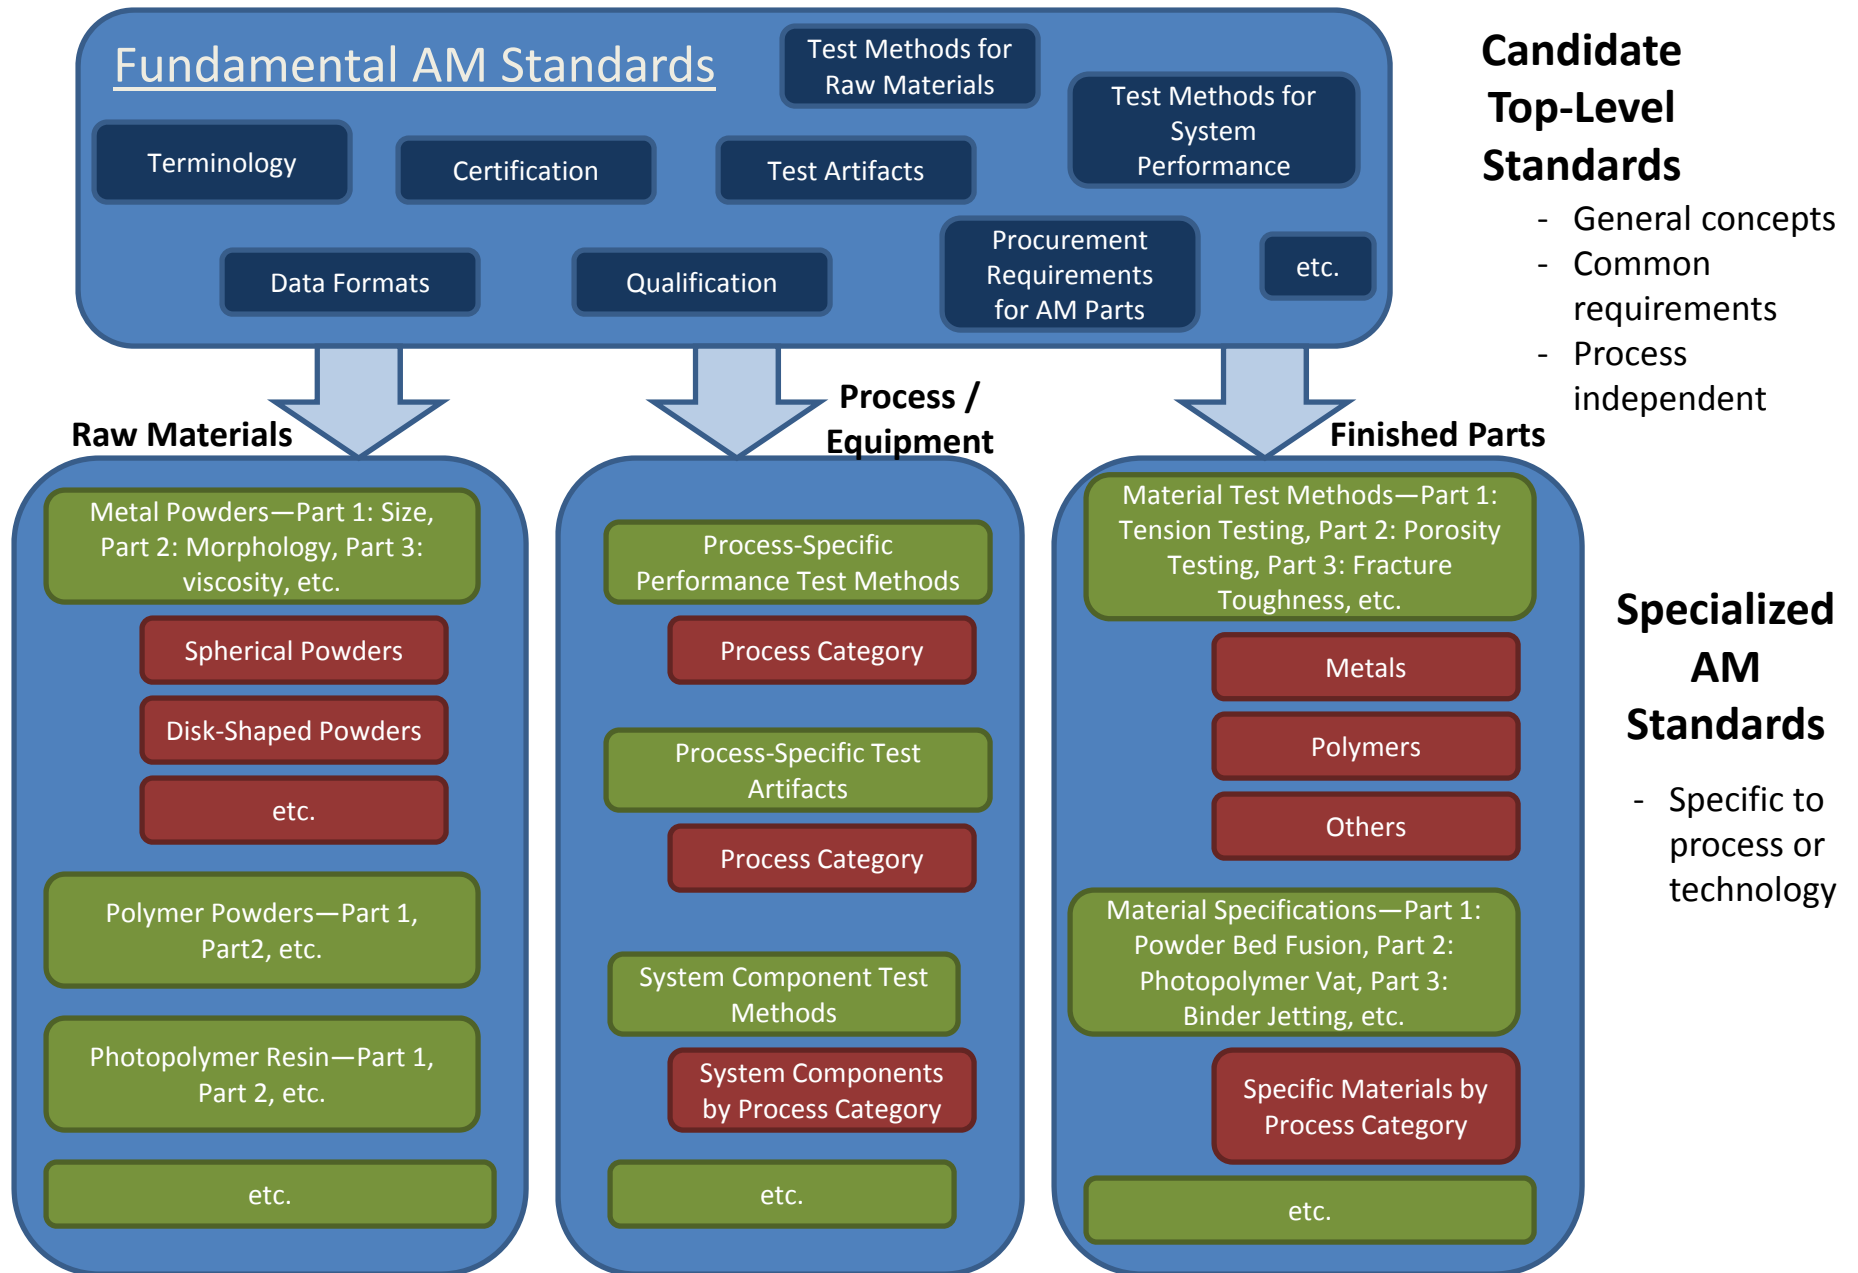 Fundamental AM Standards
Test Methods for
Raw Materials
Test Methods for
System
Performance
Terminology
Certification
Test Artifacts
Data Formats
Qualification
Procurement
Requirements
for AM Parts
etc.
Candidate
Top-Level
Standards
- General concepts
- Common
requirements
- Process
independent
Raw Materials
Metal Powders—Part 1: Size,
Part 2: Morphology, Part 3:
viscosity, etc.
Spherical Powders
Disk-Shaped Powders
etc.
Polymer Powders—Part 1,
Part2, etc.
Photopolymer Resin—Part 1,
Part 2, etc.
etc.
Process /
Equipment
Process-Specific
Performance Test Methods
Process Category
Process-Specific Test
Artifacts
Process Category
System Component Test
Methods
System Components
by Process Category
etc.
Finished Parts
Material Test Methods—Part 1:
Tension Testing, Part 2: Porosity
Testing, Part 3: Fracture
Toughness, etc.
Metals
Polymers
Others
Material Specifications—Part 1:
Powder Bed Fusion, Part 2:
Photopolymer Vat, Part 3:
Binder Jetting, etc.
Specific Materials by
Process Category
etc.
Specialized
AM
Standards
- Specific to
process or
technology